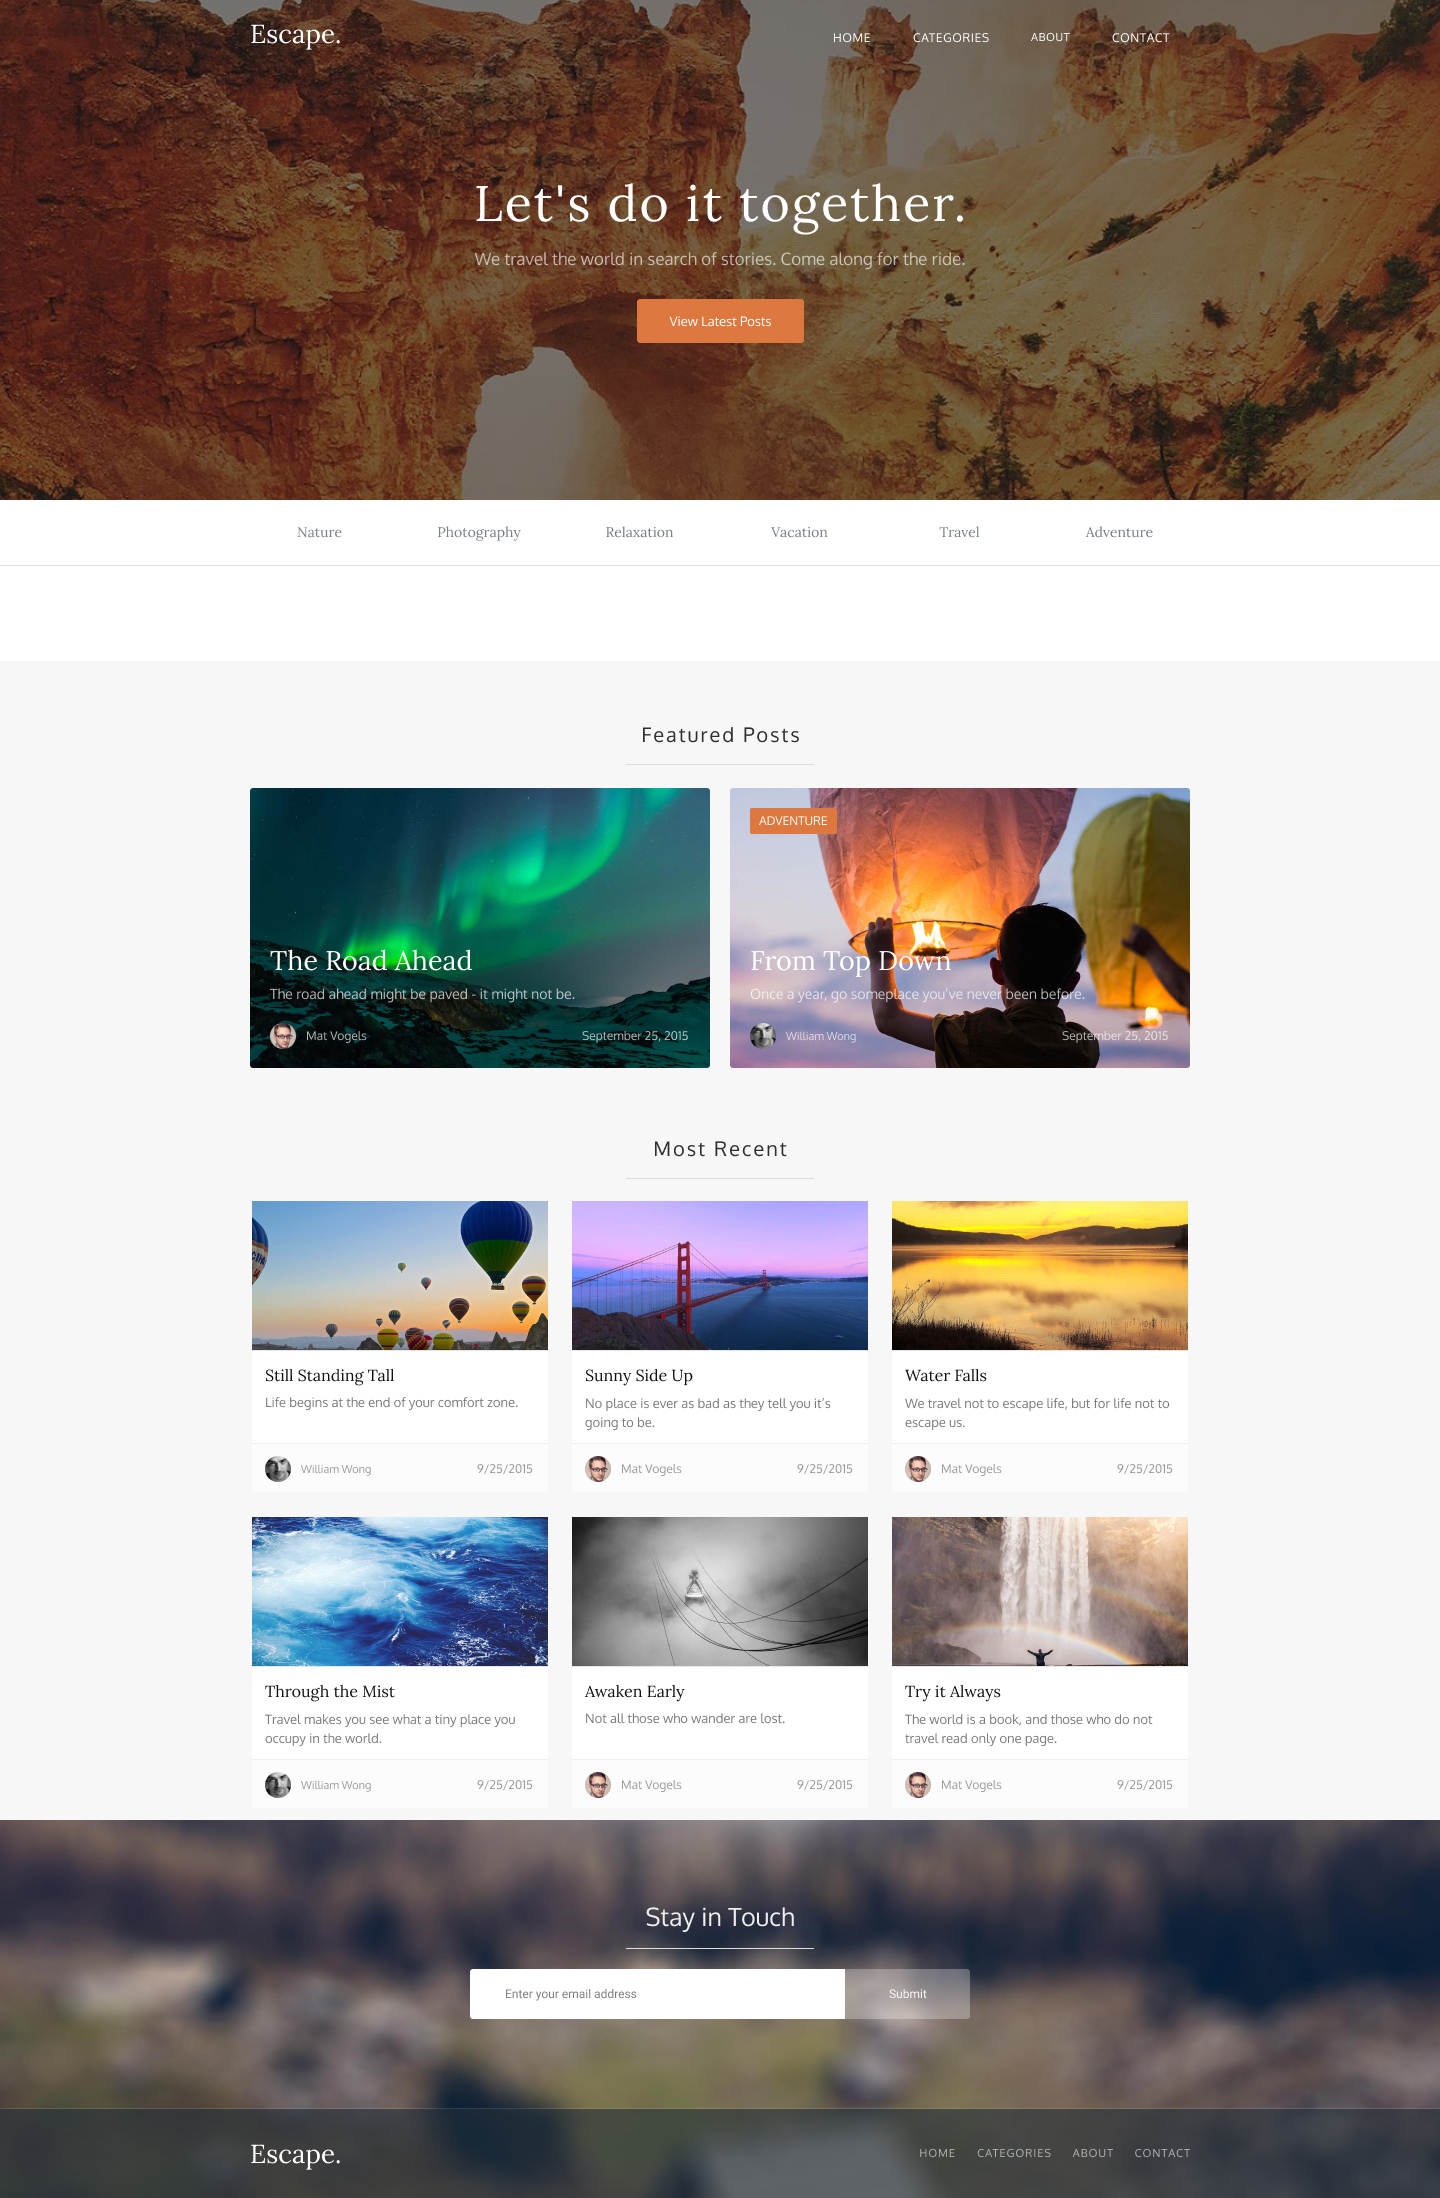 Escape.
HOME CATEGORIES ABOUT CONTACT
Let's do it together.
We travel the world in search of stories. Come along for the ride.
View Latest Posts
Nature Photography Relaxation Vacation Travel Adventure
Featured Posts
The Road Ahead
The road ahead might be paved - it might not be.
Mat Vogels September 25, 2015
ADVENTURE
From Top Down
Once a year, go someplace you've never been before.
William Wong September 25, 2015
Most Recent
Still Standing Tall
Life begins at the end of your comfort zone.
William Wong 9/25/2015
Sunny Side Up
No place is ever as bad as they tell you it's
going to be.
Mat Vogels 9/25/2015
Water Falls
We travel not to escape life, but for life not to
escape us.
Mat Vogels 9/25/2015
Through the Mist
Travel makes you see what a tiny place you
occupy in the world.
William Wong 9/25/2015
Awaken Early
Not all those who wander are lost.
Mat Vogels 9/25/2015
Try it Always
The world is a book, and those who do not
travel read only one page.
Mat Vogels 9/25/2015
Stay in Touch
Enter your email address
Submit
Escape.
HOME CATEGORIES ABOUT CONTACT